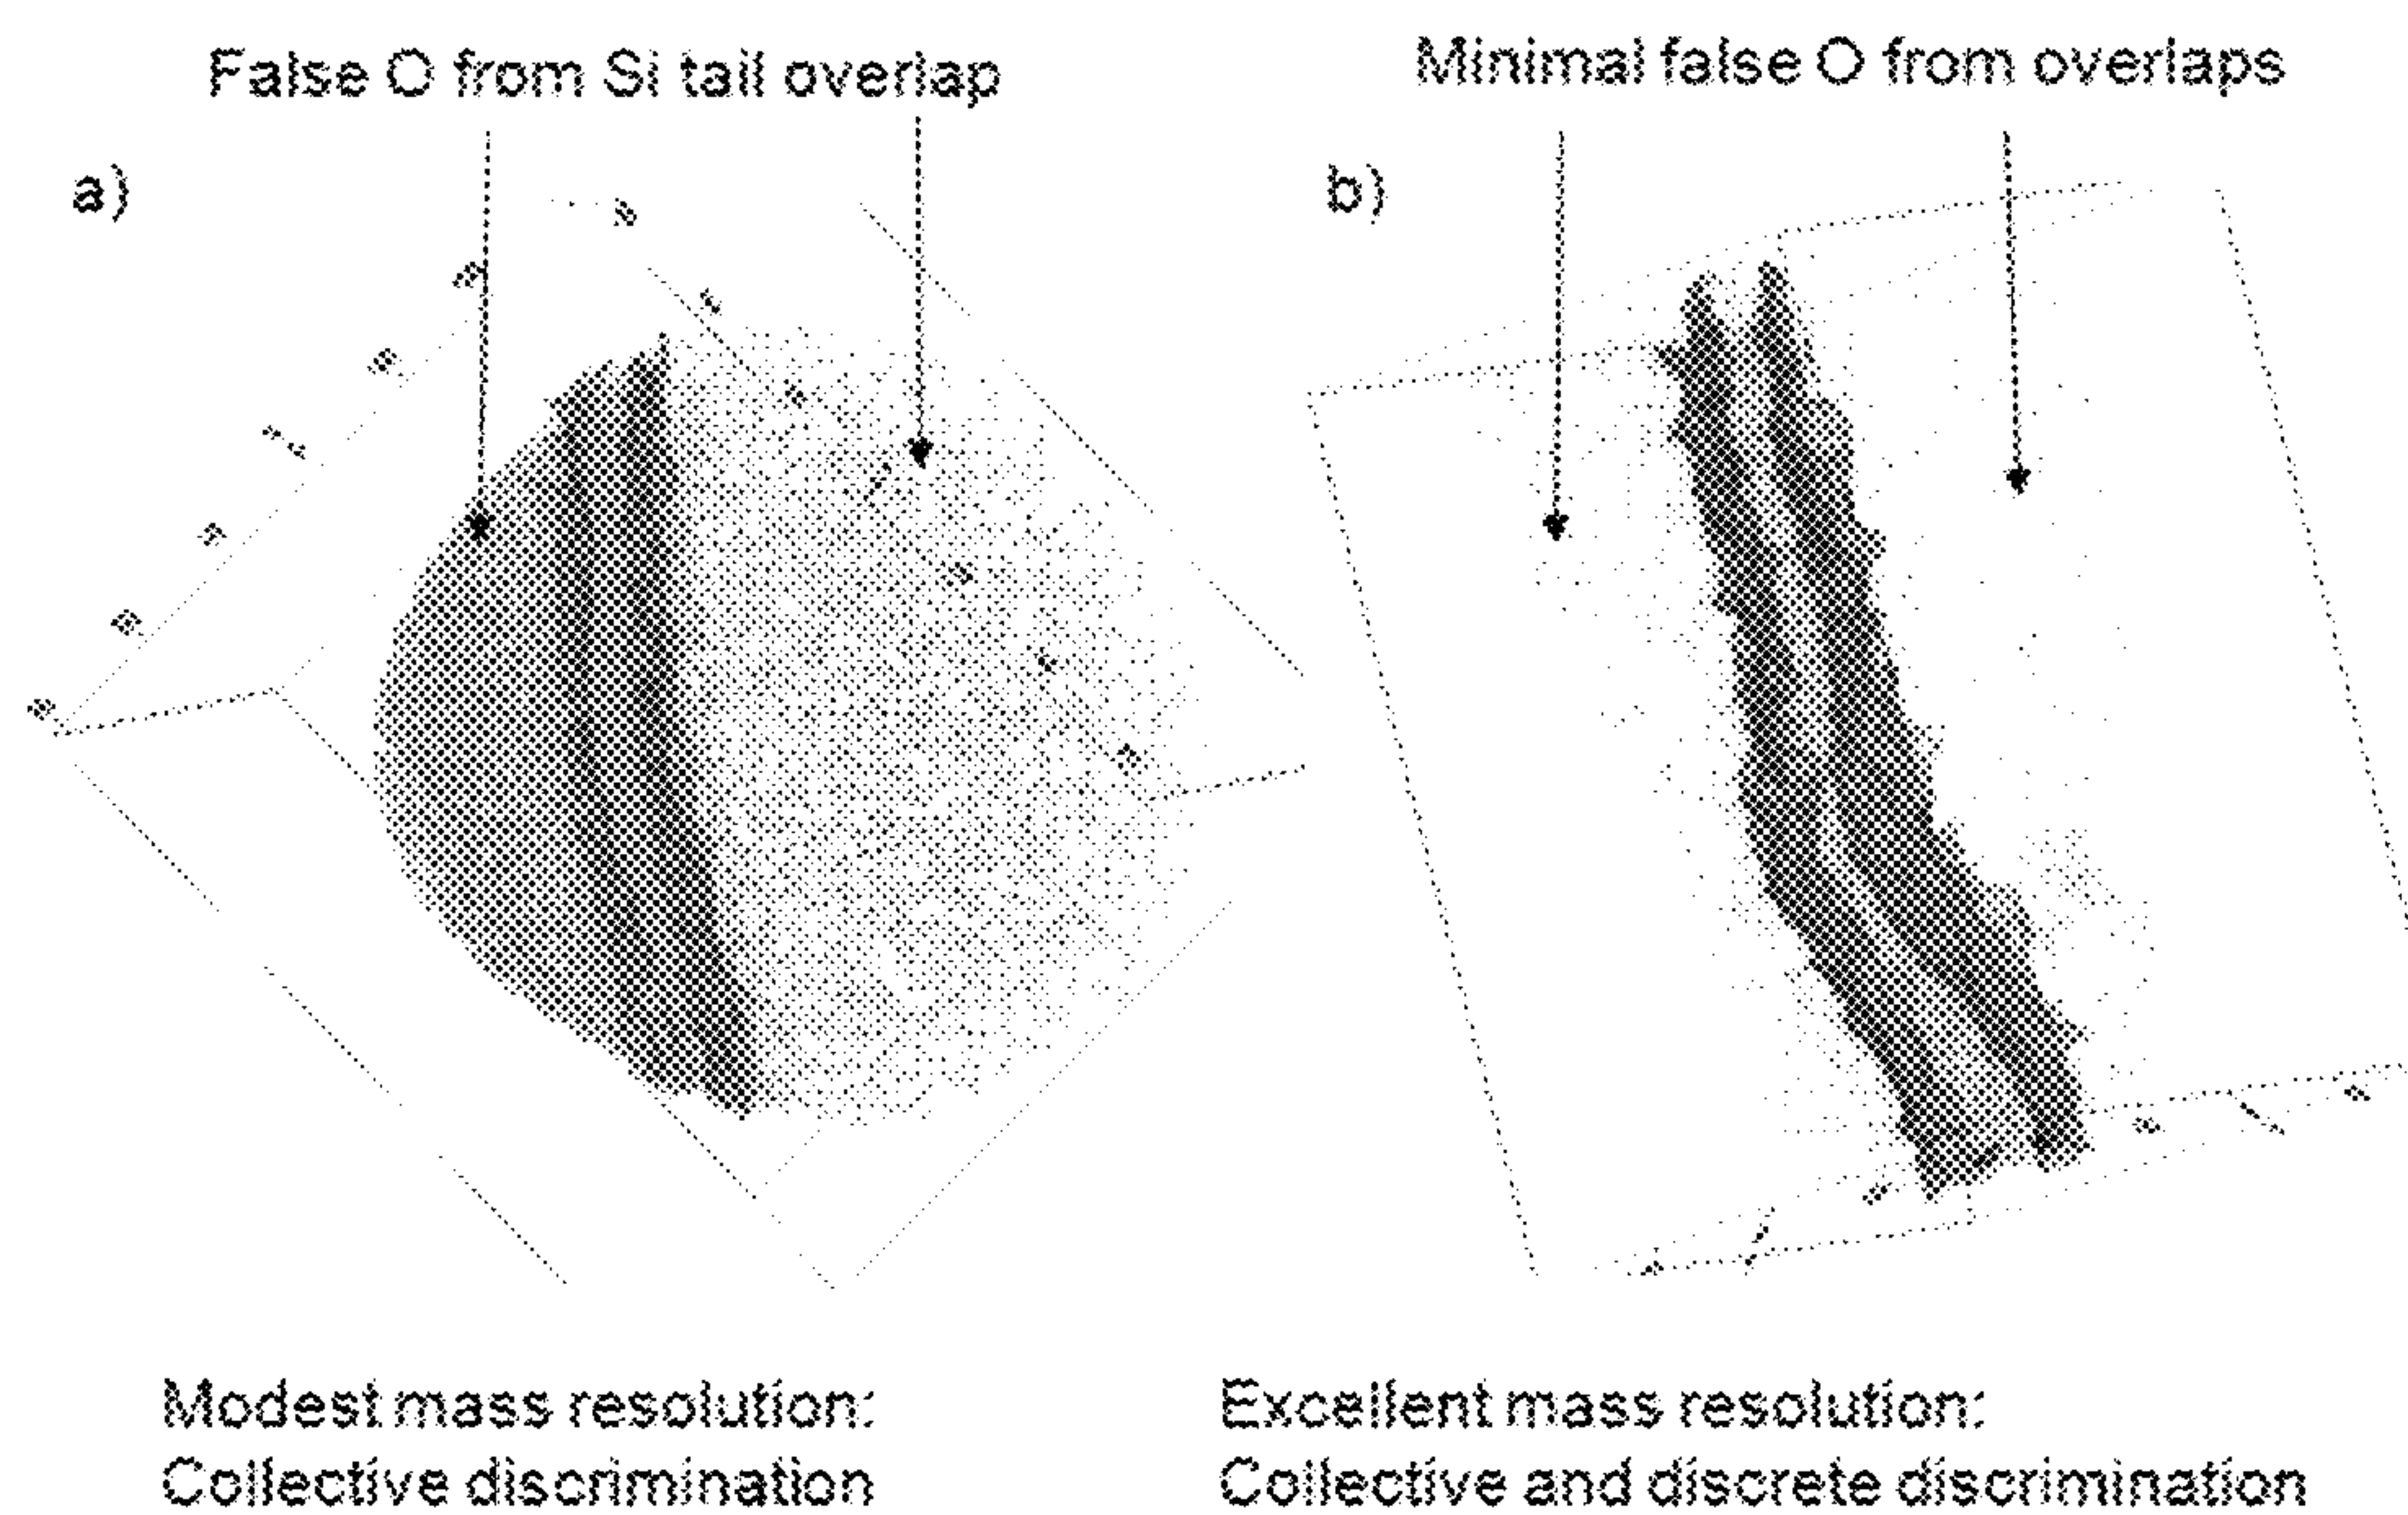 False O from Si tail overlap
Minimal false O from overlaps
a)
b)
Modest mass resolution:
Collective discrimination
Excellent mass resolution:
Collective and discrete discrimination